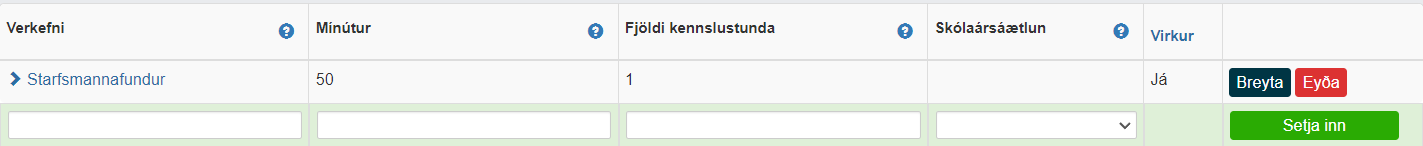 Verkefni ? Mínútur ? Fjöldi kennslustunda ? Skólaársáætlun ? Virkur
Starfsmannafundur 50 1 Já Breyta Eyða
Setja inn